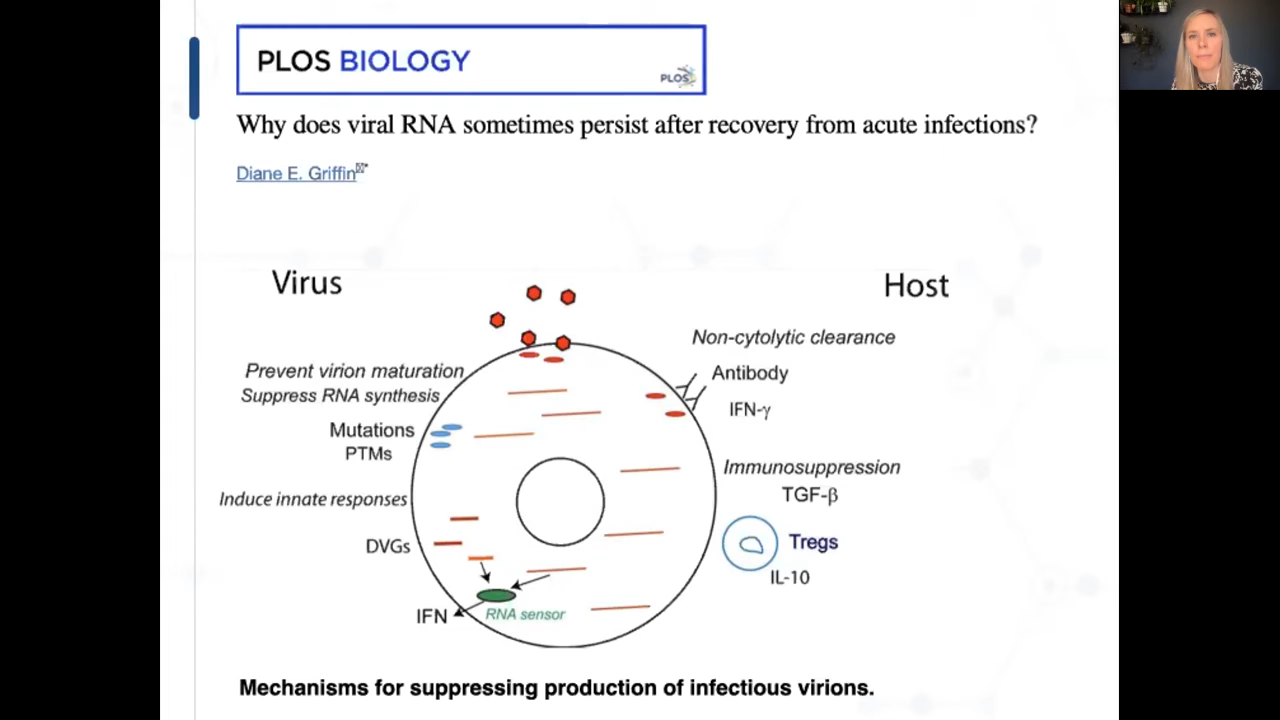 PLOS BIOLOGY
PLOS
Why does viral RNA sometimes persist after recovery from acute infections?
Diane E. Griffin
Virus
Host
Non-cytolytic clearance
Prevent virion maturation
Antibody
Suppress RNA synthesis
IFN-γ
Mutations
PTMs
Immunosuppression
TGF-β
Induce innate responses
DVGs
Tregs
IL-10
IFN
RNA sensor
Mechanisms for suppressing production of infectious virions.